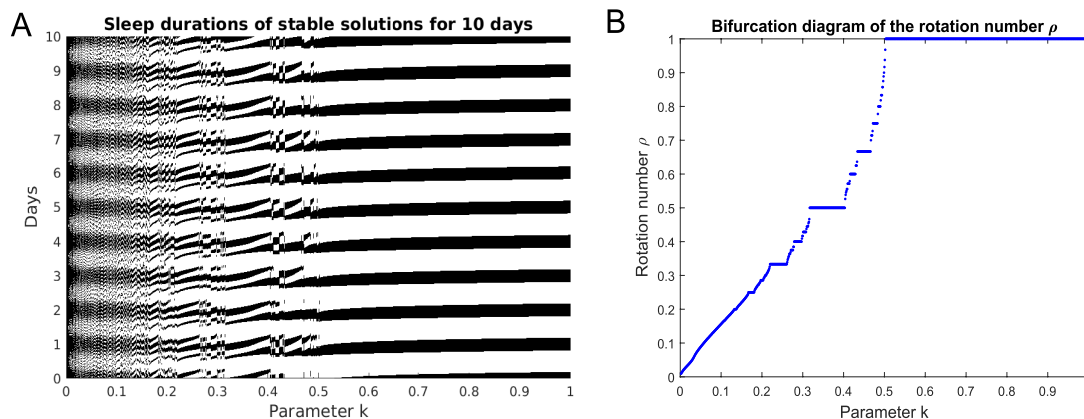 A
Sleep durations of stable solutions for 10 days
10
9
8
7
6
5
4
3
2
1
0
Days
0 0.1 0.2 0.3 0.4 0.5 0.6 0.7 0.8 0.9 1
Parameter k
B
Bifurcation diagram of the rotation number ρ
1
0.9
0.8
0.7
0.6
0.5
0.4
0.3
0.2
0.1
0
Rotation number ρ
0 0.1 0.2 0.3 0.4 0.5 0.6 0.7 0.8 0.9
Parameter k